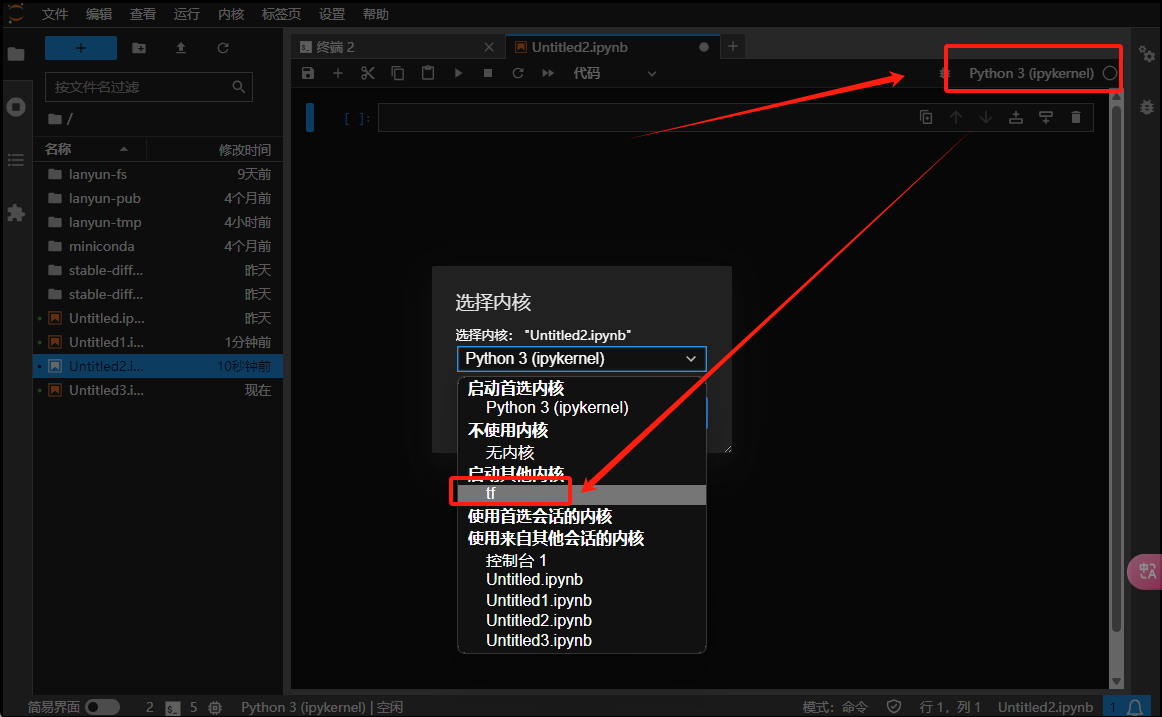 文件 编辑 查看 运行 内核 标签页 设置 帮助
终端 2
Untitled2.ipynb
代码
Python 3 (ipykernel)
按文件名过滤
/
名称 修改时间
lanyun-fs 9天前
lanyun-pub 4个月前
lanyun-tmp 4小时前
miniconda 4个月前
stable-diff... 昨天
stable-diff... 昨天
Untitled.ip... 昨天
Untitled1.i... 1分钟前
Untitled2.i... 10秒钟前
Untitled3.i... 现在
[ ]:
选择内核
选择内核： "Untitled2.ipynb"
Python 3 (ipykernel)
启动首选内核
Python 3 (ipykernel)
不使用内核
无内核
启动其他内核
tf
使用首选会话的内核
使用来自其他会话的内核
控制台 1
Untitled.ipynb
Untitled1.ipynb
Untitled2.ipynb
Untitled3.ipynb
中A
简易界面 2 $_ 5 Python 3 (ipykernel) | 空闲 模式： 命令 行 1，列 1 Untitled2.ipynb 1